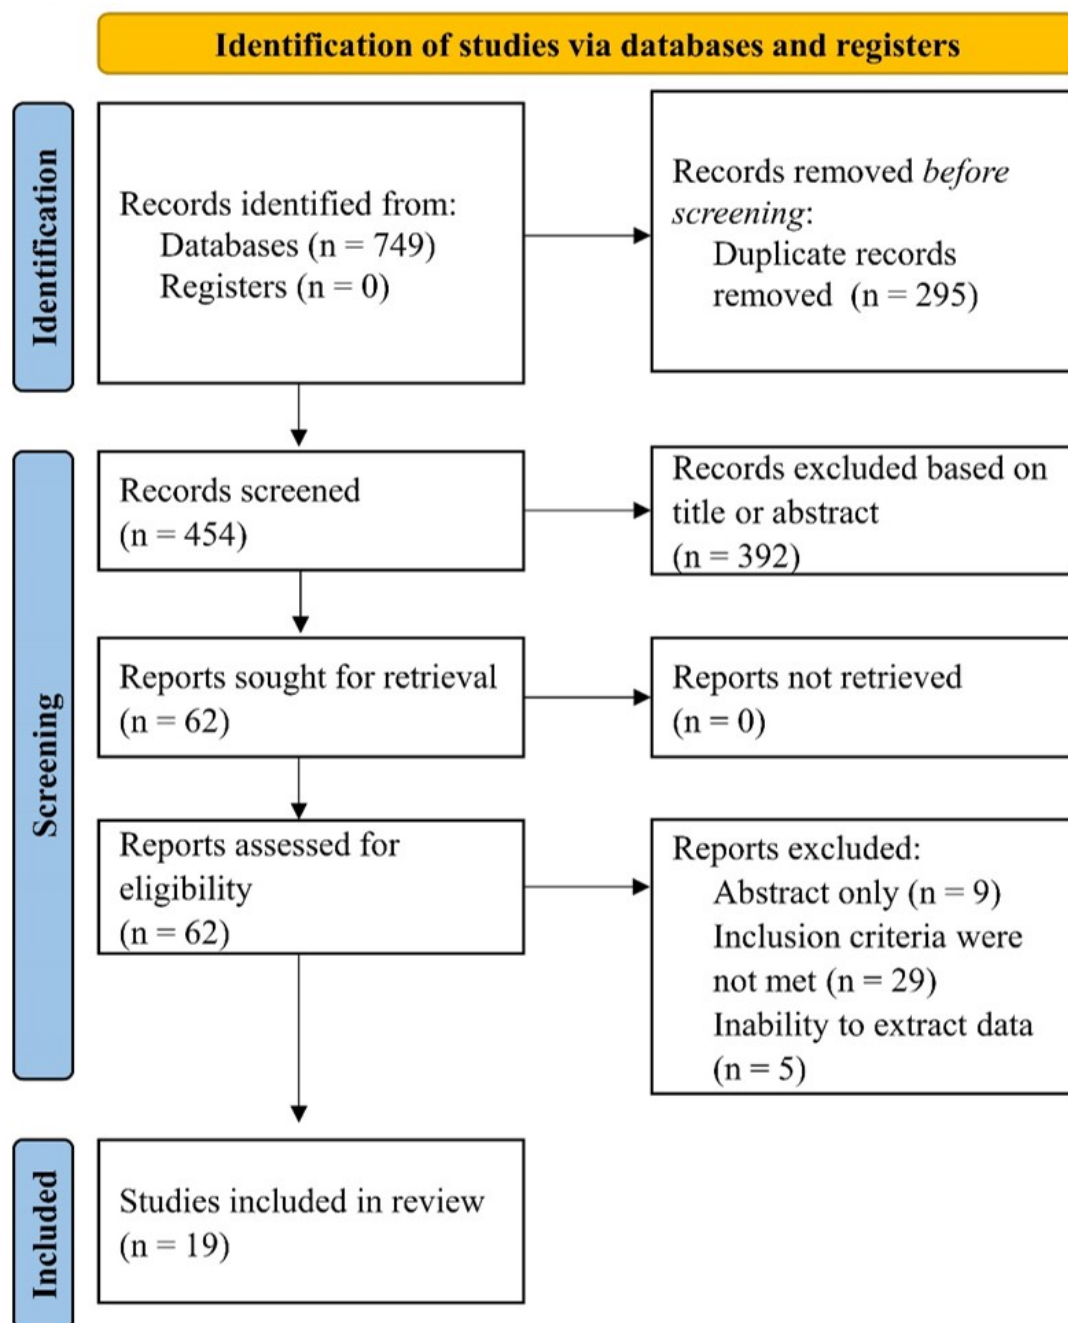 Identification of studies via databases and registers
Identification
Records identified from:
Databases (n = 749)
Registers (n = 0)
Records removed before
screening:
Duplicate records
removed (n = 295)
Screening
Records screened
(n = 454)
Records excluded based on
title or abstract
(n = 392)
Reports sought for retrieval
(n = 62)
Reports not retrieved
(n = 0)
Reports assessed for
eligibility
(n = 62)
Reports excluded:
Abstract only (n = 9)
Inclusion criteria were
not met (n = 29)
Inability to extract data
(n = 5)
Included
Studies included in review
(n = 19)